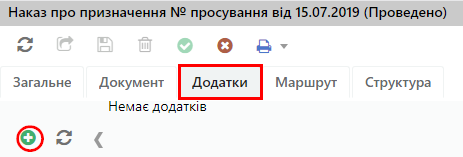 Наказ про призначення № просування від 15.07.2019 (Проведено)
Загальне Документ Додатки Маршрут Структура
Немає додатків